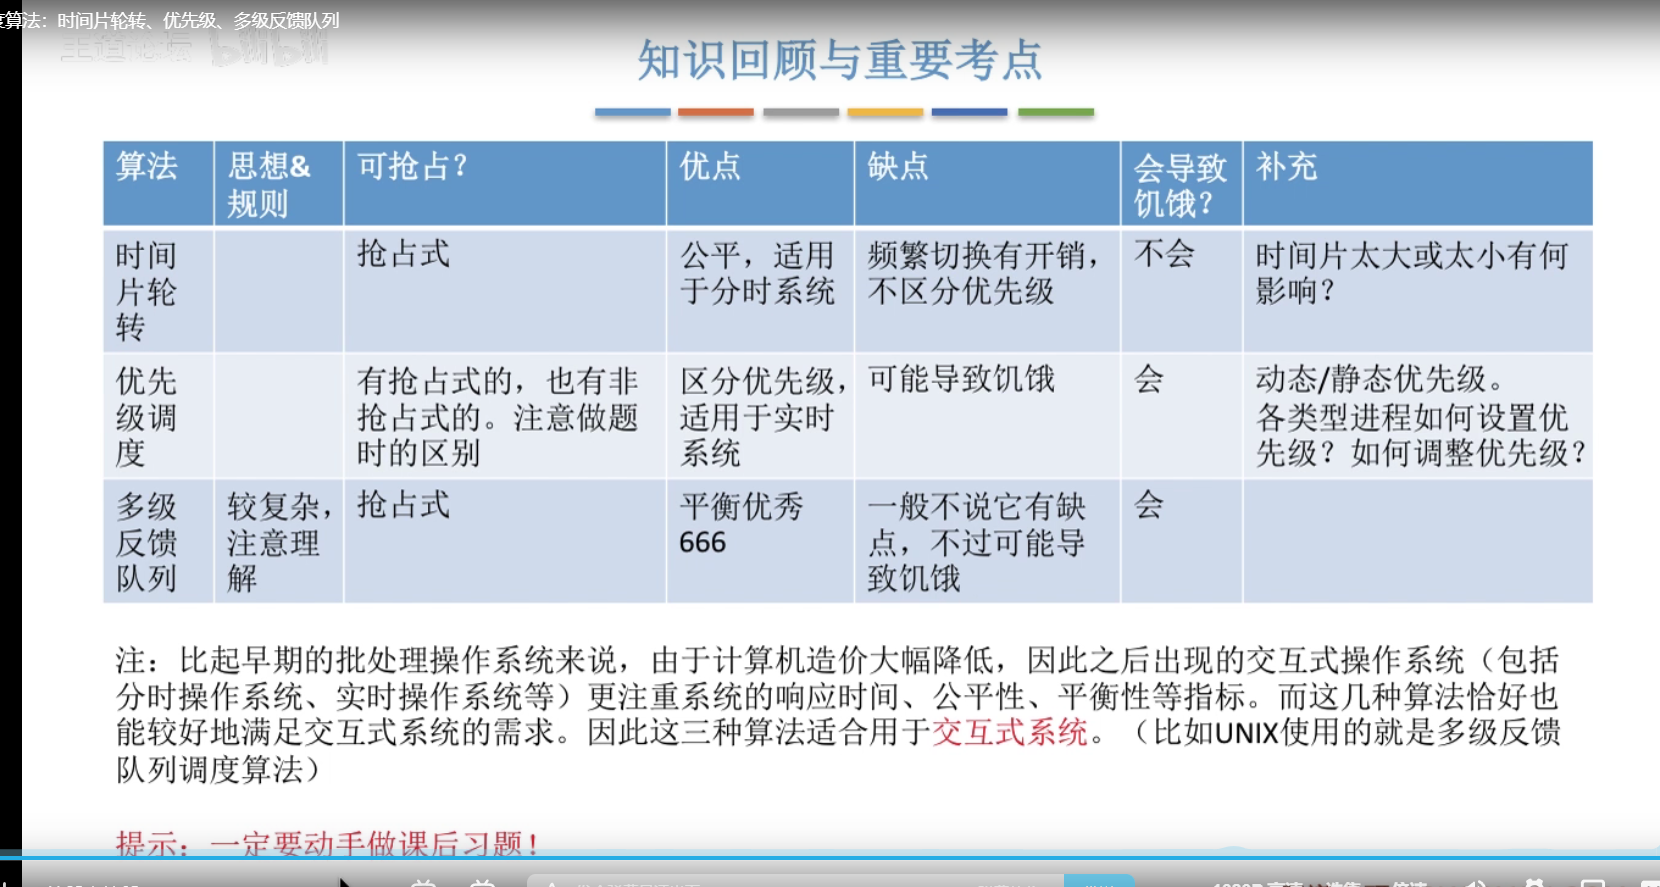 度算法：时间片轮转、优先级、多级反馈队列
王道论坛 bilibili
知识回顾与重要考点
算法
思想&
规则
可抢占？
优点
缺点
会导致
饥饿？
补充
时间
片轮
转
抢占式
公平，适用
于分时系统
频繁切换有开销，
不区分优先级
不会
时间片太大或太小有何
影响？
优先
级调
度
有抢占式的，也有非
抢占式的。注意做题
时的区别
区分优先级，
适用于实时
系统
可能导致饥饿
会
动态/静态优先级。
各类型进程如何设置优
先级？如何调整优先级？
多级
反馈
队列
较复杂，
注意理
解
抢占式
平衡优秀
666
一般不说它有缺
点，不过可能导
致饥饿
会
注：比起早期的批处理操作系统来说，由于计算机造价大幅降低，因此之后出现的交互式操作系统（包括
分时操作系统、实时操作系统等）更注重系统的响应时间、公平性、平衡性等指标。而这几种算法恰好也
能较好地满足交互式系统的需求。因此这三种算法适合用于交互式系统。（比如UNIX使用的就是多级反馈
队列调度算法）
提示：一定要动手做课后习题！